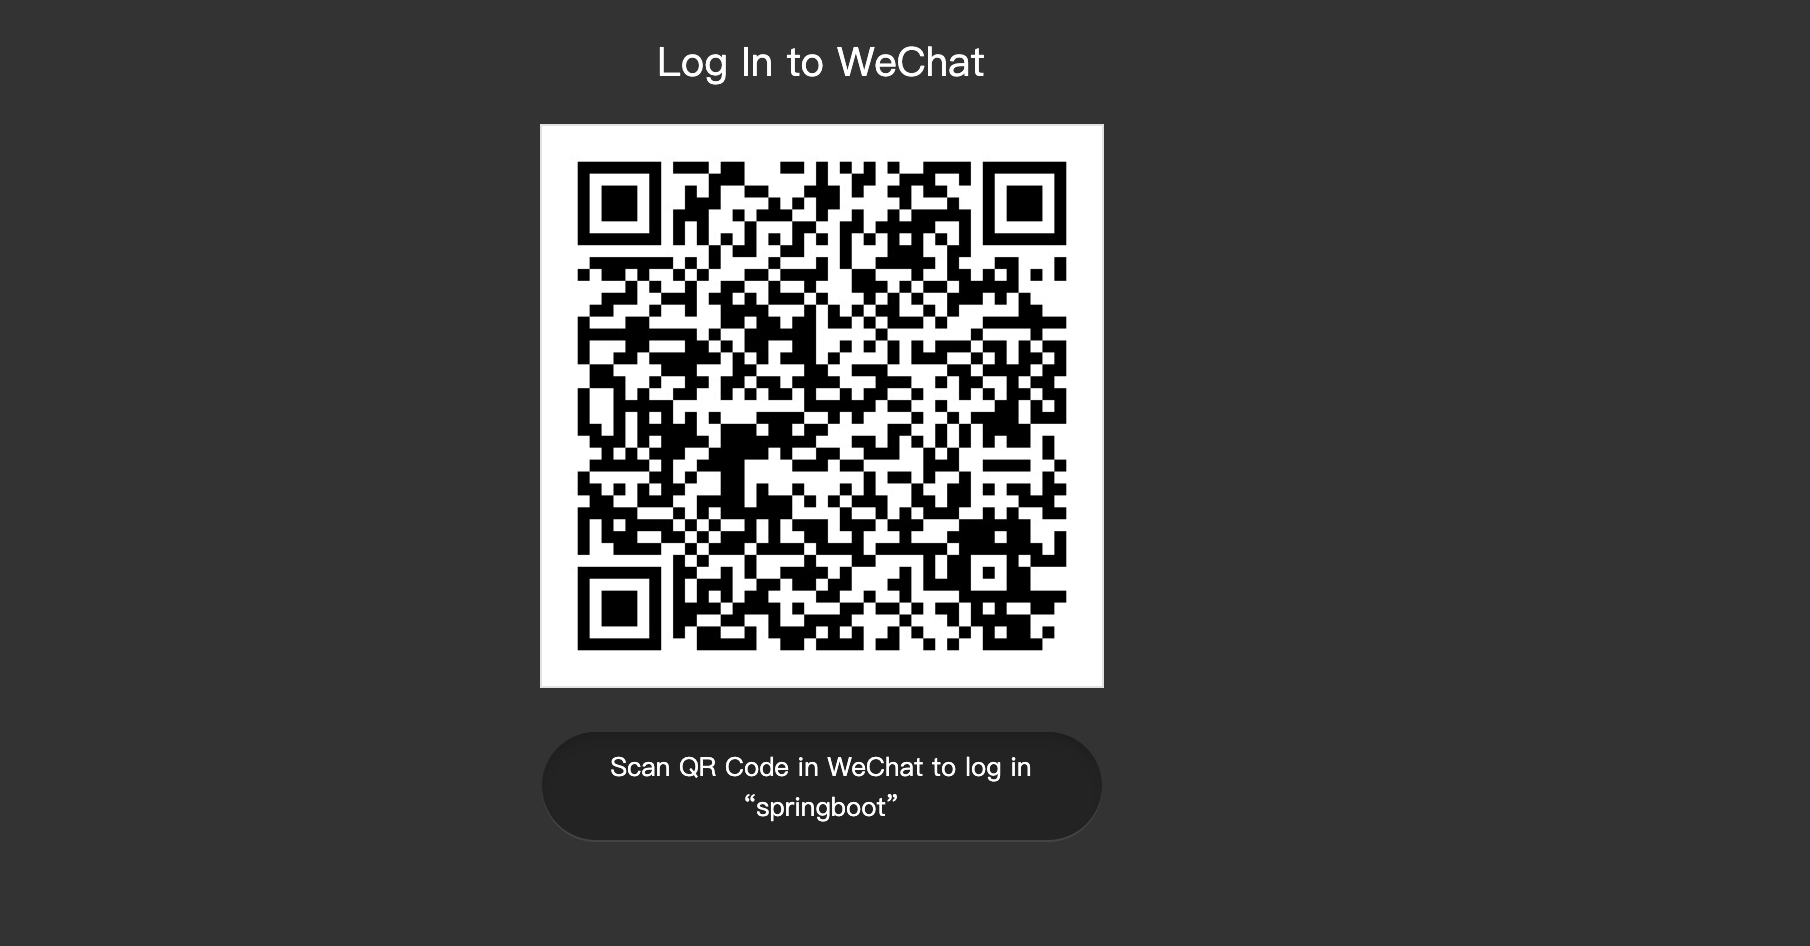 Log In to WeChat
Scan QR Code in WeChat to log in
“springboot”